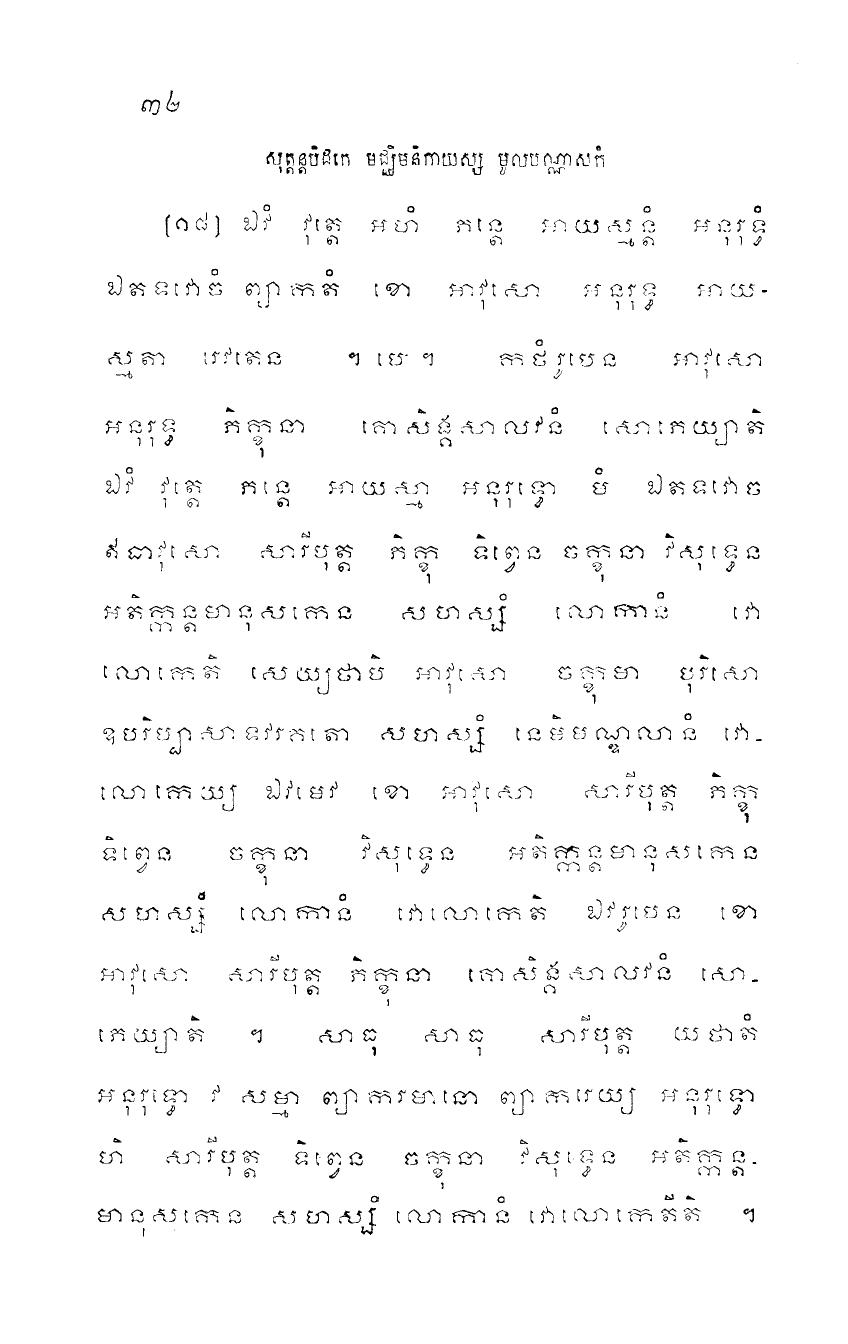 ៣៤
សុត្តន្តបិដកេ មជ្ឈិមនិកាយស្ស មូលបណ្ណាសកំ
[១៨] ឯវំ វុត្តេ អហំ ភន្តេ អាយស្មន្តំ អនុរុទ្ធំ
ឯតទវោចំ ព្យាកតំ ខោ អាវុសោ អនុរុទ្ធ អាយ-
ស្មតា រេវតេន ។ បេ ។ កថំរូបេន អាវុសោ
អនុរុទ្ធ ភិក្ខុនា គោសិង្គសាលវនំ សោភេយ្យាតិ
ឯវំ វុត្តេ ភន្តេ អាយស្មា អនុរុទ្ធោ មំ ឯតទវោច
ឥធាវុសោ សារីបុត្ត ភិក្ខុ ទិព្វេន ចក្ខុនា វិសុទ្ធេន
អតិក្កន្តមានុសកេន សហស្សំ លោកានំ វោ
លោកេតិ សេយ្យថាបិ អាវុសោ ចក្ខុមា បុរិសោ
ឧបរិប្បាសាទវរគតោ សហស្សំ នេមិមណ្ឌលានំ វោ-
លោកេយ្យ ឯវមេវ ខោ អាវុសោ សារីបុត្ត ភិក្ខុ
ទិព្វេន ចក្ខុនា វិសុទ្ធេន អតិក្កន្តមានុសកេន
សហស្សំ លោកានំ វោលោកេតិ ឯវរូបេន ខោ
អាវុសោ សារីបុត្ត ភិក្ខុនា គោសិង្គសាលវនំ សោ-
ភេយ្យាតិ ។ សាធុ សាធុ សារីបុត្ត យថាតំ
អនុរុទ្ធោ វ សម្មា ព្យាករមានោ ព្យាករេយ្យ អនុរុទ្ធោ
ហិ សារីបុត្ត ទិព្វេន ចក្ខុនា វិសុទ្ធេន អតិក្កន្ត-
មានុសកេន សហស្សំ លោកានំ វោលោកេតីតិ ។